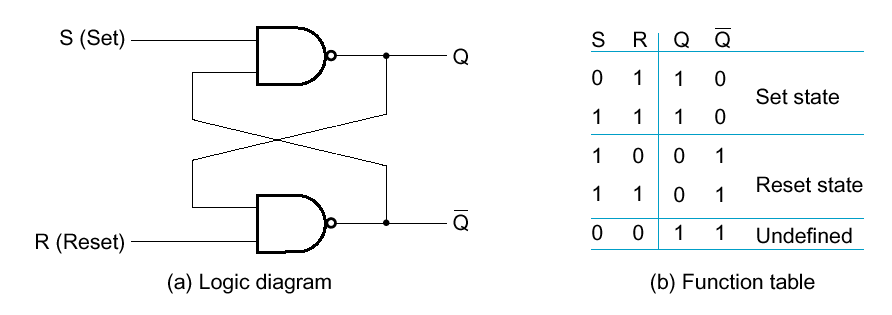 S (Set)
Q
Q̅
R (Reset)
(a) Logic diagram
S R Q Q̅
0 1 1 0
Set state
1 1 1 0
1 0 0 1
Reset state
1 1 0 1
0 0 1 1 Undefined
(b) Function table